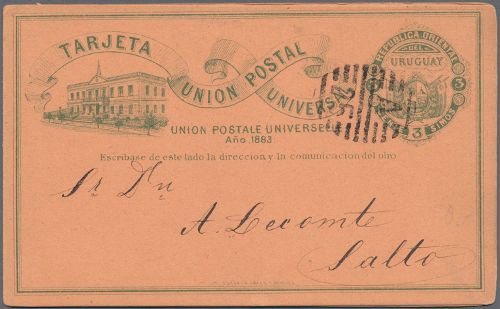 TARJETA UNION POSTAL UNIVERSAL
REPUBLICA ORIENTAL
DEL
URUGUAY
3
3
UNION POSTALE UNIVERSELLE
Año 1883
Escribase de este lado la direccion y la comunicacion del otro
Sr. Dn
A. Lecomte
Salto